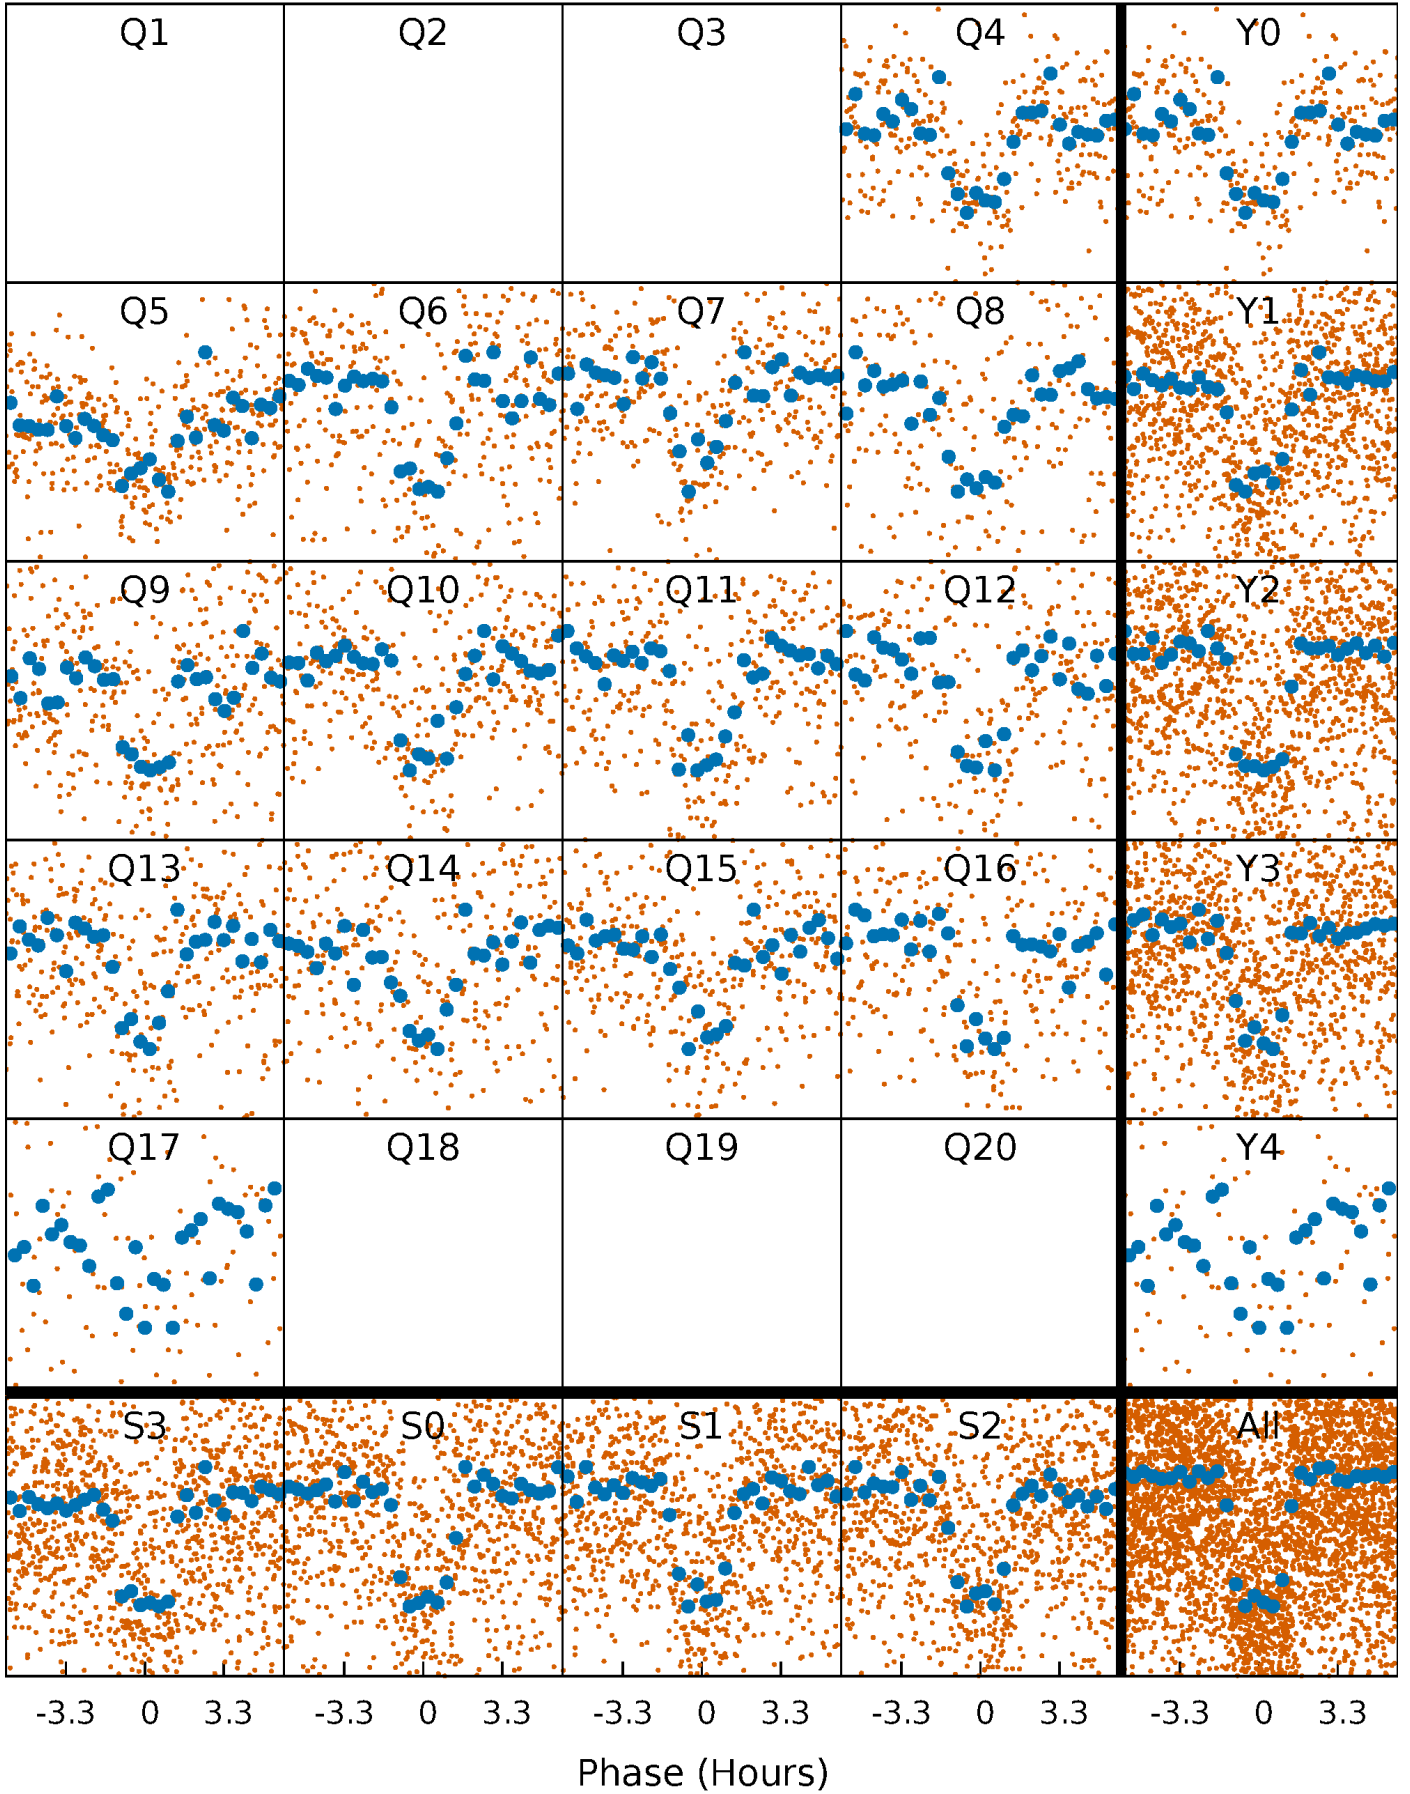 Q1 Q2 Q3 Q4 Y0
Q5 Q6 Q7 Q8 Y1
Q9 Q10 Q11 Q12 Y2
Q13 Q14 Q15 Q16 Y3
Q17 Q18 Q19 Q20 Y4
S3 S0 S1 S2 All
-3.3 0 3.3 -3.3 0 3.3 -3.3 0 3.3 -3.3 0 3.3 -3.3 0 3.3
Phase (Hours)